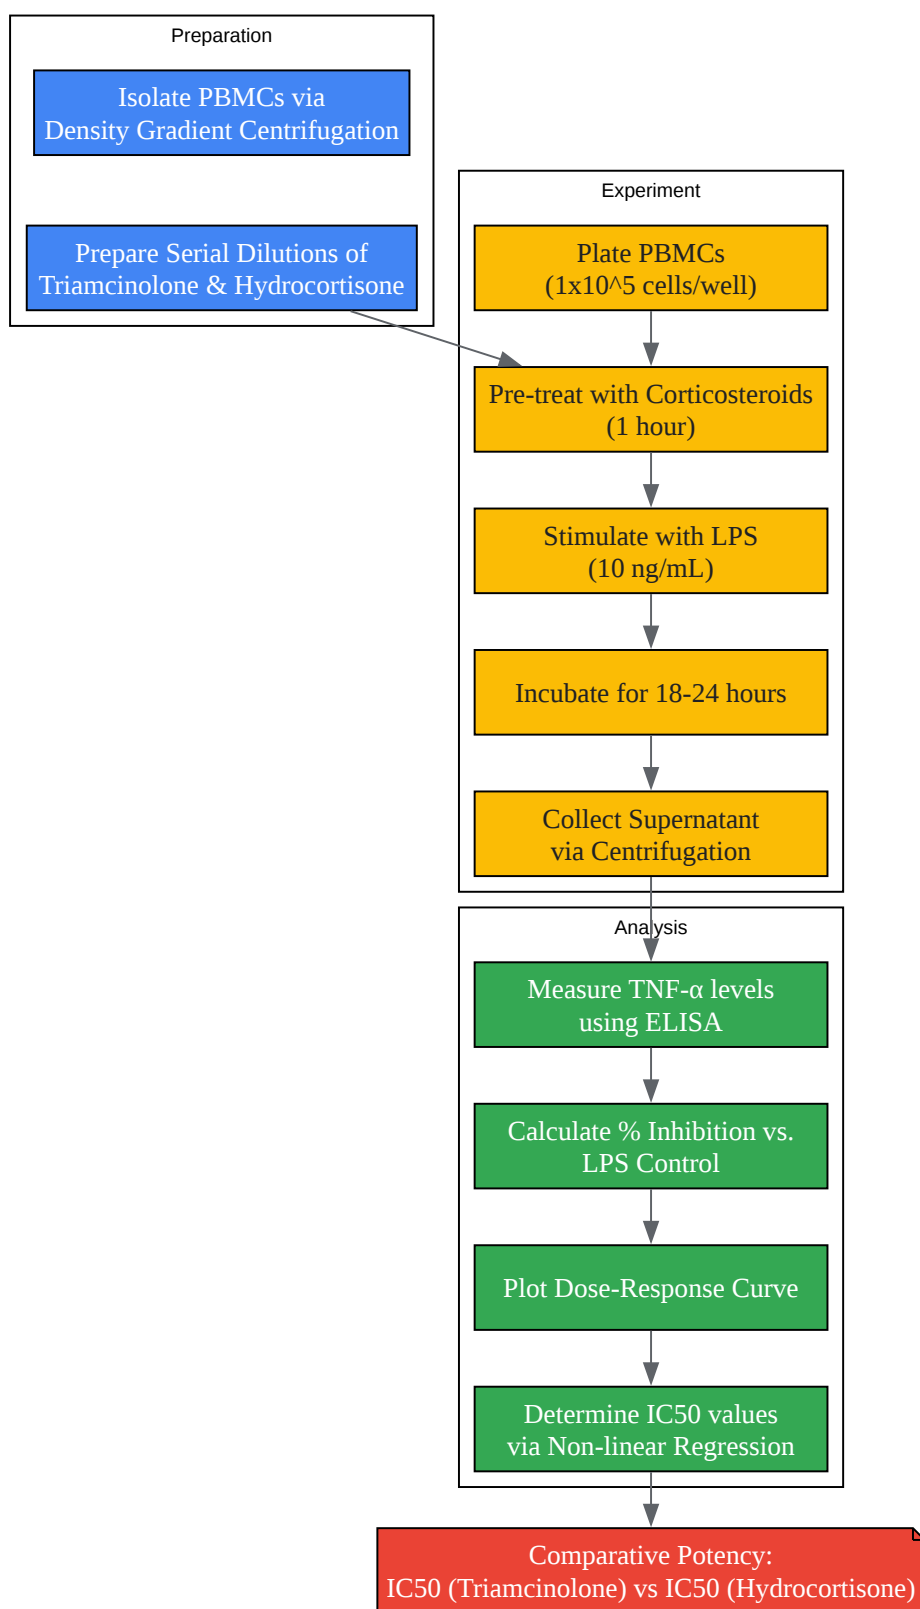 Preparation
Isolate PBMCs via
Density Gradient Centrifugation
Prepare Serial Dilutions of
Triamcinolone & Hydrocortisone
Experiment
Plate PBMCs
(1x10^5 cells/well)
Pre-treat with Corticosteroids
(1 hour)
Stimulate with LPS
(10 ng/mL)
Incubate for 18-24 hours
Collect Supernatant
via Centrifugation
Analysis
Measure TNF-α levels
using ELISA
Calculate % Inhibition vs.
LPS Control
Plot Dose-Response Curve
Determine IC50 values
via Non-linear Regression
Comparative Potency:
IC50 (Triamcinolone) vs IC50 (Hydrocortisone)